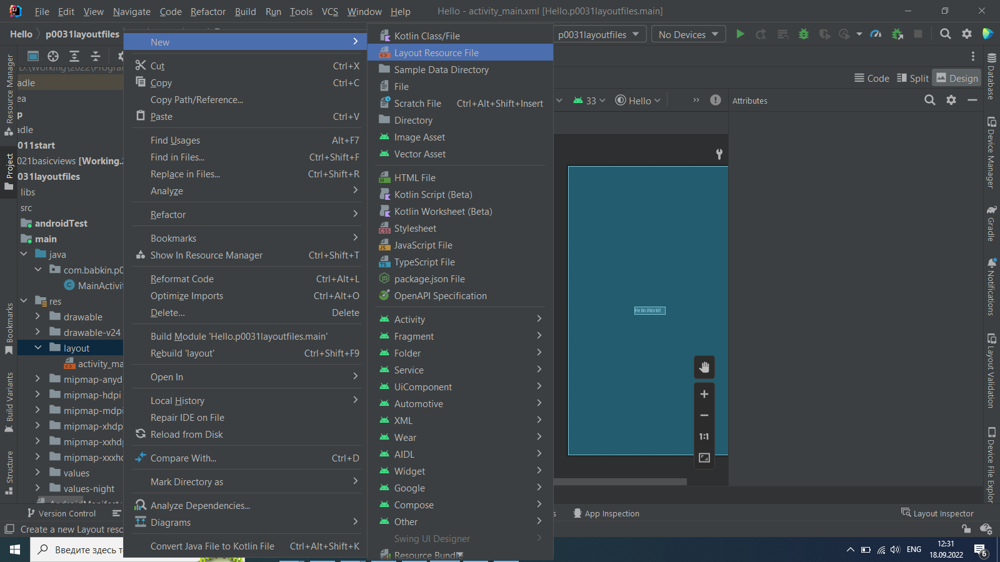 File Edit View Navigate Code Refactor Build Run Tools VCS Window Help Hello - activity_main.xml [Hello.p0031layoutfiles.main]
Hello p0031layoutfiles
p0031layoutfiles No Devices
New
Cut Ctrl+X
Copy Ctrl+C
Copy Path/Reference...
Paste Ctrl+V
Find Usages Alt+F7
Find in Files... Ctrl+Shift+F
Replace in Files... Ctrl+Shift+R
Analyze
Refactor
Bookmarks
Show In Resource Manager Ctrl+Shift+T
Reformat Code Ctrl+Alt+L
Optimize Imports Ctrl+Alt+O
Delete... Delete
Build Module 'Hello.p0031layoutfiles.main'
Rebuild 'layout' Ctrl+Shift+F9
Open In
Local History
Repair IDE on File
Reload from Disk
Compare With... Ctrl+D
Mark Directory as
Analyze Dependencies...
Diagrams
Convert Java File to Kotlin File Ctrl+Alt+Shift+K
Kotlin Class/File
Layout Resource File
Sample Data Directory
File
Scratch File Ctrl+Alt+Shift+Insert
Directory
Image Asset
Vector Asset
HTML File
Kotlin Script (Beta)
Kotlin Worksheet (Beta)
Stylesheet
JavaScript File
TypeScript File
package.json File
OpenAPI Specification
Activity
Fragment
Folder
Service
UiComponent
Automotive
XML
Wear
AIDL
Widget
Google
Compose
Other
Swing UI Designer
Resource Bundle
Resource Manager
Project
Bookmarks
Build Variants
Structure
D:\Working\2022\Progra
adle
ea
p
adle
011start
021basicviews [Working.2
031layoutfiles
libs
src
androidTest
main
java
com.babkin.p0
MainActivi
res
drawable
drawable-v24
layout
activity_ma
mipmap-anyd
mipmap-hdpi
mipmap-mdpi
mipmap-xhdp
mipmap-xxhdp
mipmap-xxxhd
values
values-night
AndroidManifest
Code Split Design
33 Hello
Attributes
Hello World!
1:1
Database
Device Manager
Gradle
Notifications
Layout Validation
Device File Explor
Version Control
s App Inspection Layout Inspector
Create a new Layout reso
Введите здесь т
ENG
12:31
18.09.2022
6